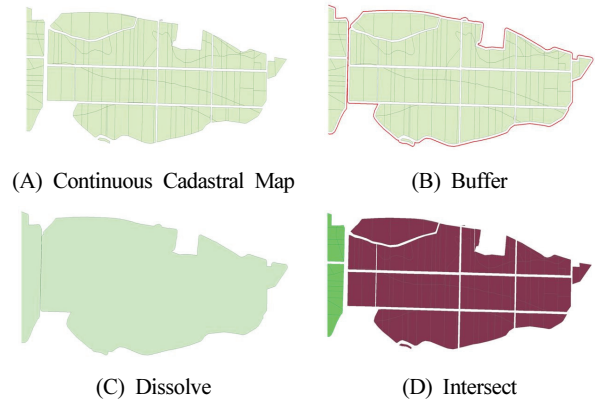 (A) Continuous Cadastral Map
(B) Buffer
(C) Dissolve
(D) Intersect